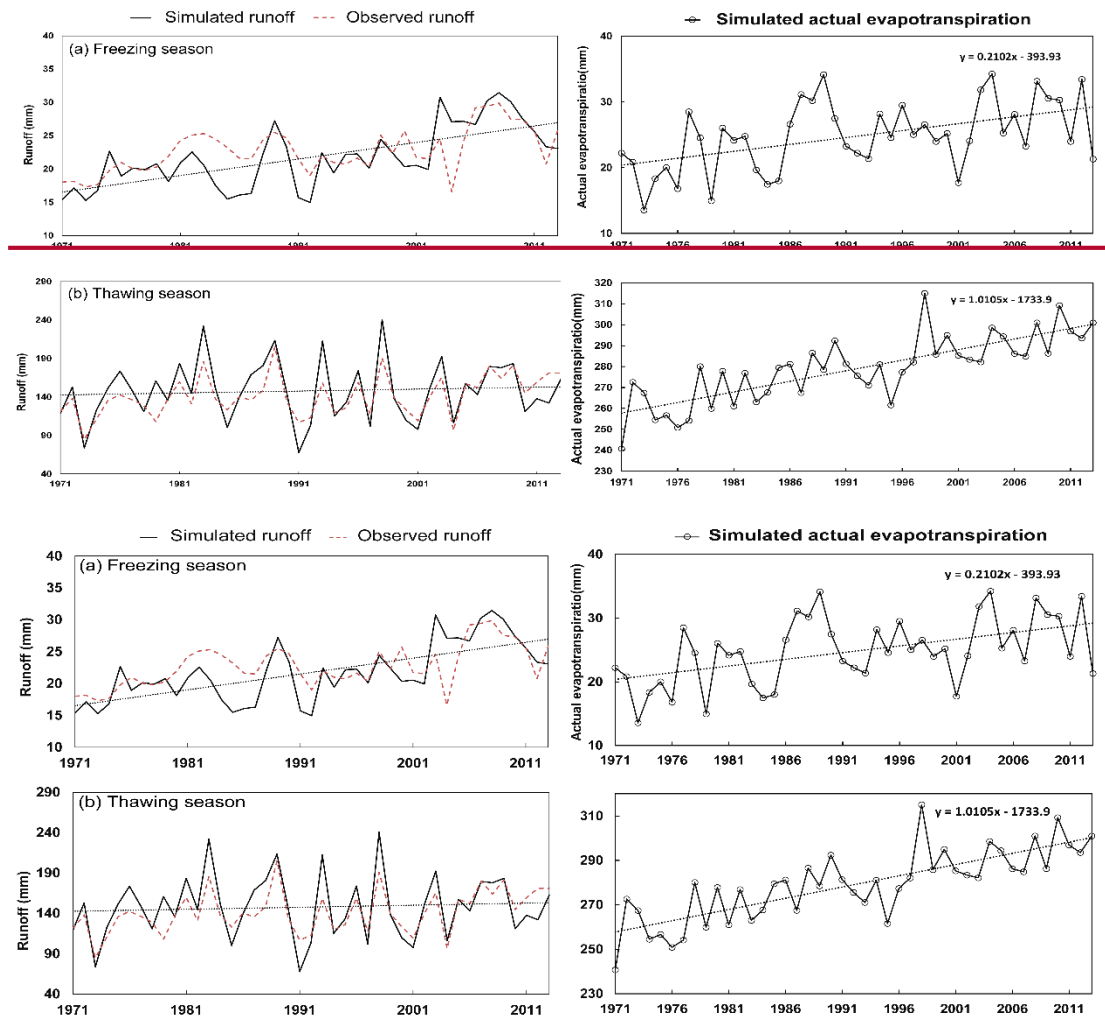 Simulated runoff Observed runoff
(a) Freezing season
Runoff (mm)
40
35
30
25
20
15
10
1971 1981 1991 2001 2011
Simulated actual evapotranspiration
y = 0.2102x - 393.93
Actual evapotranspiration(mm)
40
30
20
10
1971 1976 1981 1986 1991 1996 2001 2006 2011
(b) Thawing season
Runoff (mm)
290
240
190
140
90
40
1971 1981 1991 2001 2011
y = 1.0105x - 1733.9
Actual evapotranspiratio(mm)
320
310
300
290
280
270
260
250
240
230
1971 1976 1981 1986 1991 1996 2001 2006 2011
Simulated runoff Observed runoff
(a) Freezing season
Runoff (mm)
40
35
30
25
20
15
10
1971 1981 1991 2001 2011
Simulated actual evapotranspiration
y = 0.2102x - 393.93
Actual evapotranspiratio(mm)
40
30
20
10
1971 1976 1981 1986 1991 1996 2001 2006 2011
(b) Thawing season
Runoff (mm)
290
240
190
140
90
40
1971 1981 1991 2001 2011
y = 1.0105x - 1733.9
310
290
270
250
230
1971 1976 1981 1986 1991 1996 2001 2006 2011